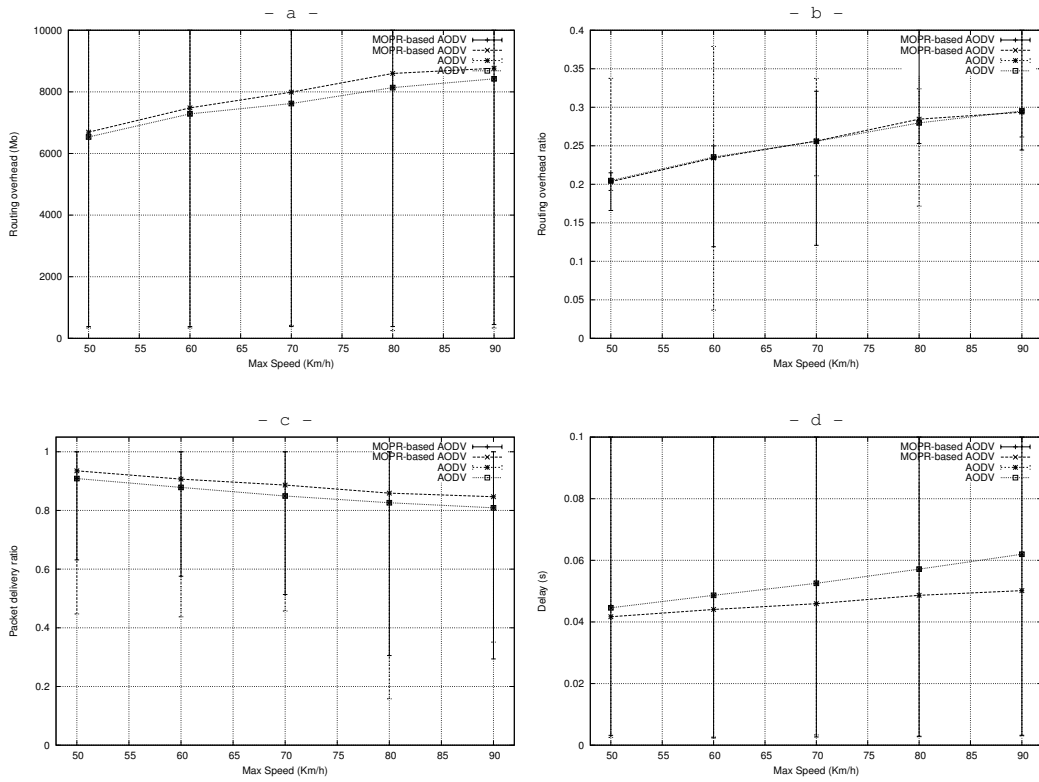 – a –
10000
8000
6000
4000
2000
0
Routing overhead (Mo)
50 55 60 65 70 75 80 85 90
Max Speed (Km/h)
MOPR-based AODV
MOPR-based AODV
AODV
AODV
– b –
0.4
0.35
0.3
0.25
0.2
0.15
0.1
0.05
0
Routing overhead ratio
50 55 60 65 70 75 80 85 90
Max Speed (Km/h)
MOPR-based AODV
MOPR-based AODV
AODV
AODV
– c –
1
0.8
0.6
0.4
0.2
0
Packet delivery ratio
50 55 60 65 70 75 80 85 90
Max Speed (Km/h)
MOPR-based AODV
MOPR-based AODV
AODV
AODV
– d –
0.1
0.08
0.06
0.04
0.02
0
Delay (s)
50 55 60 65 70 75 80 85 90
Max Speed (Km/h)
MOPR-based AODV
MOPR-based AODV
AODV
AODV